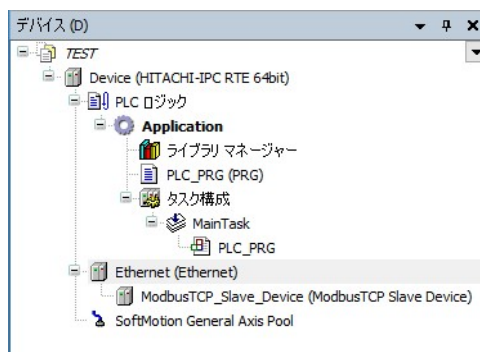 デバイス (D)
TEST
Device (HITACHI-IPC RTE 64bit)
PLC ロジック
Application
ライブラリ マネージャー
PLC_PRG (PRG)
タスク構成
MainTask
PLC_PRG
Ethernet (Ethernet)
ModbusTCP_Slave_Device (ModbusTCP Slave Device)
SoftMotion General Axis Pool